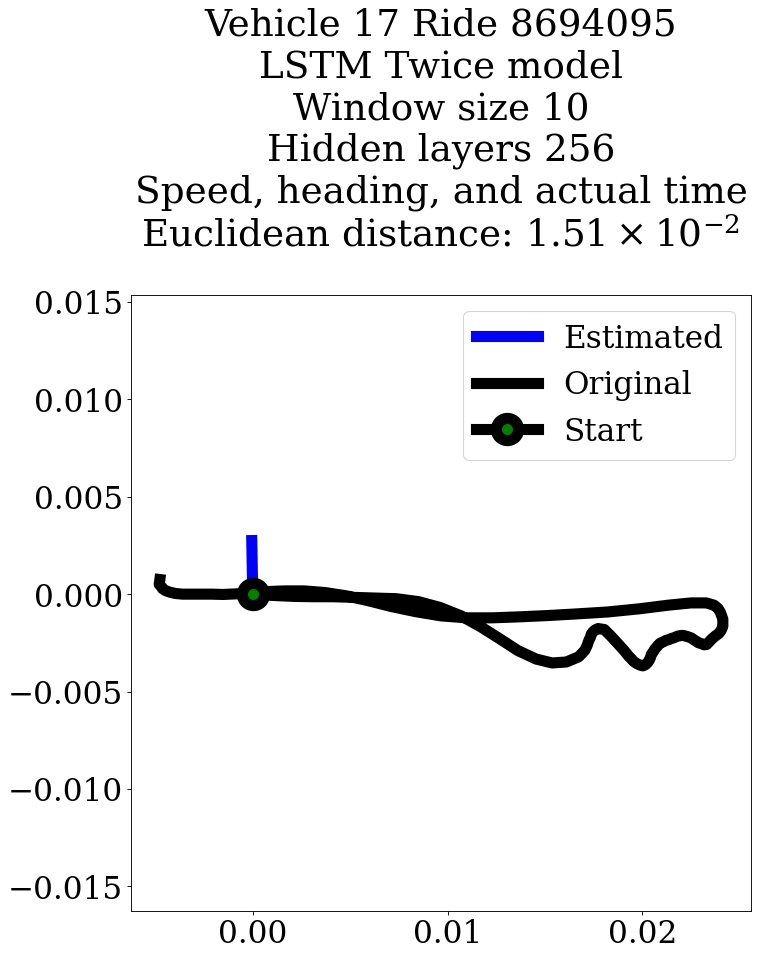 Vehicle 17 Ride 8694095
LSTM Twice model
Window size 10
Hidden layers 256
Speed, heading, and actual time
Euclidean distance: 1.51 × 10⁻²
0.015
0.010
0.005
0.000
−0.005
−0.010
−0.015
Estimated
Original
Start
0.00 0.01 0.02